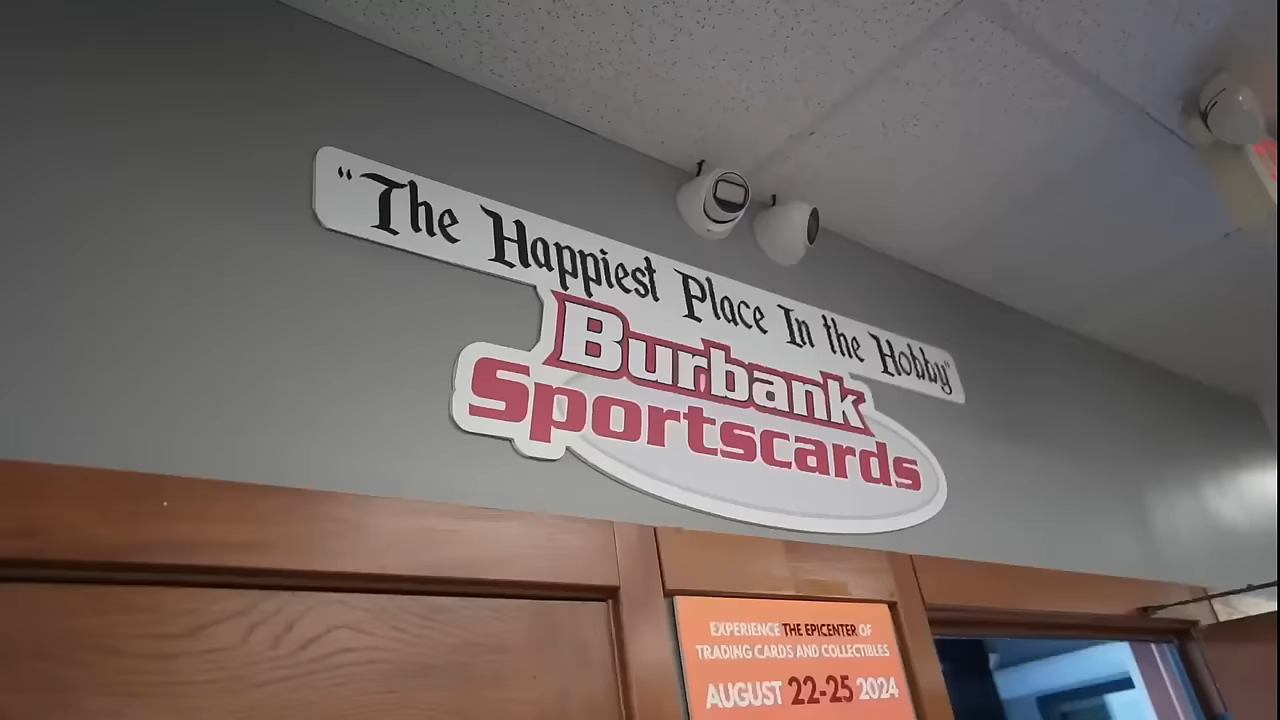 "The Happiest Place In the Hobby"
Burbank
Sportscards
EXPERIENCE THE EPICENTER OF
TRADING CARDS AND COLLECTIBLES
AUGUST 22-25 2024